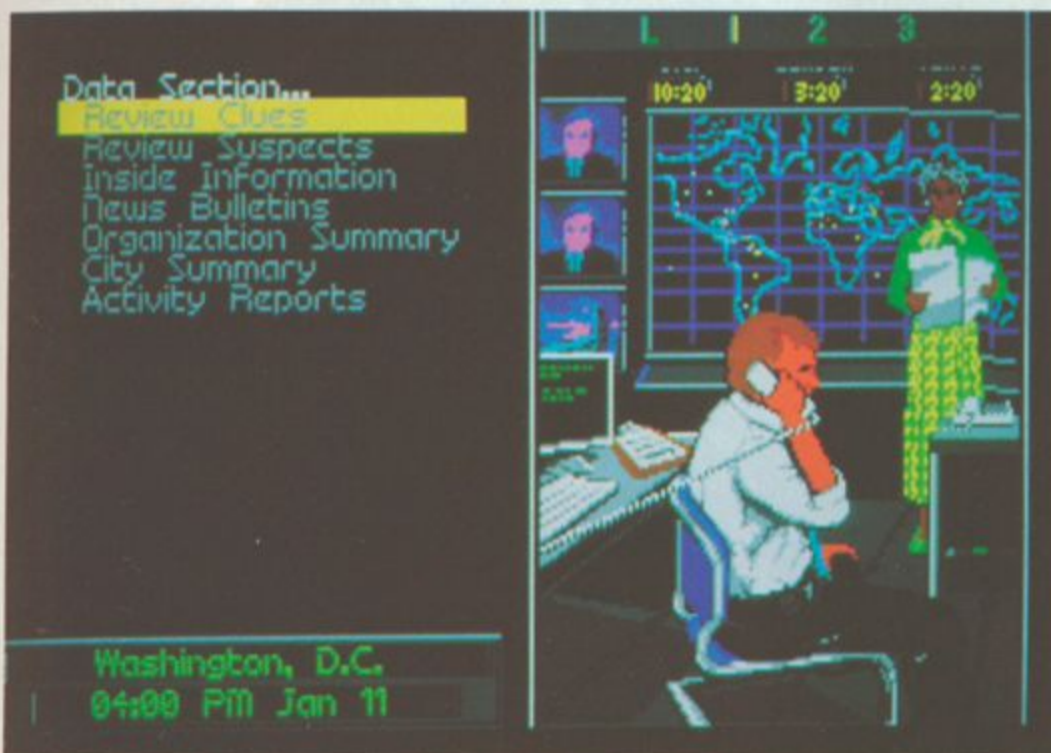 Data Section...
Review Clues
Review Suspects
Inside Information
News Bulletins
Organization Summary
City Summary
Activity Reports
Washington, D.C.
04:00 PM Jan 11
L 1 2 3
10:20 3:20 2:20